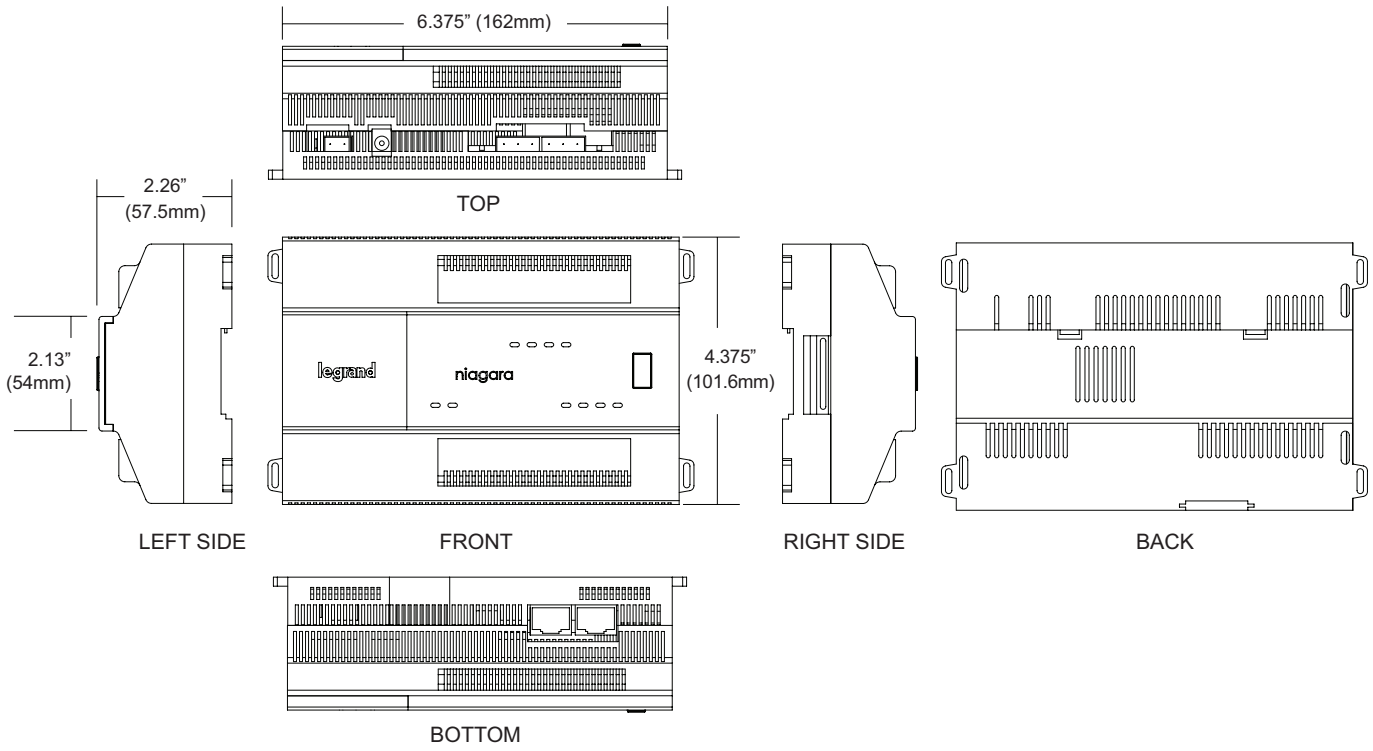 6.375” (162mm)
TOP
2.26”
(57.5mm)
2.13”
(54mm)
legrand
niagara
4.375”
(101.6mm)
LEFT SIDE
FRONT
RIGHT SIDE
BACK
BOTTOM